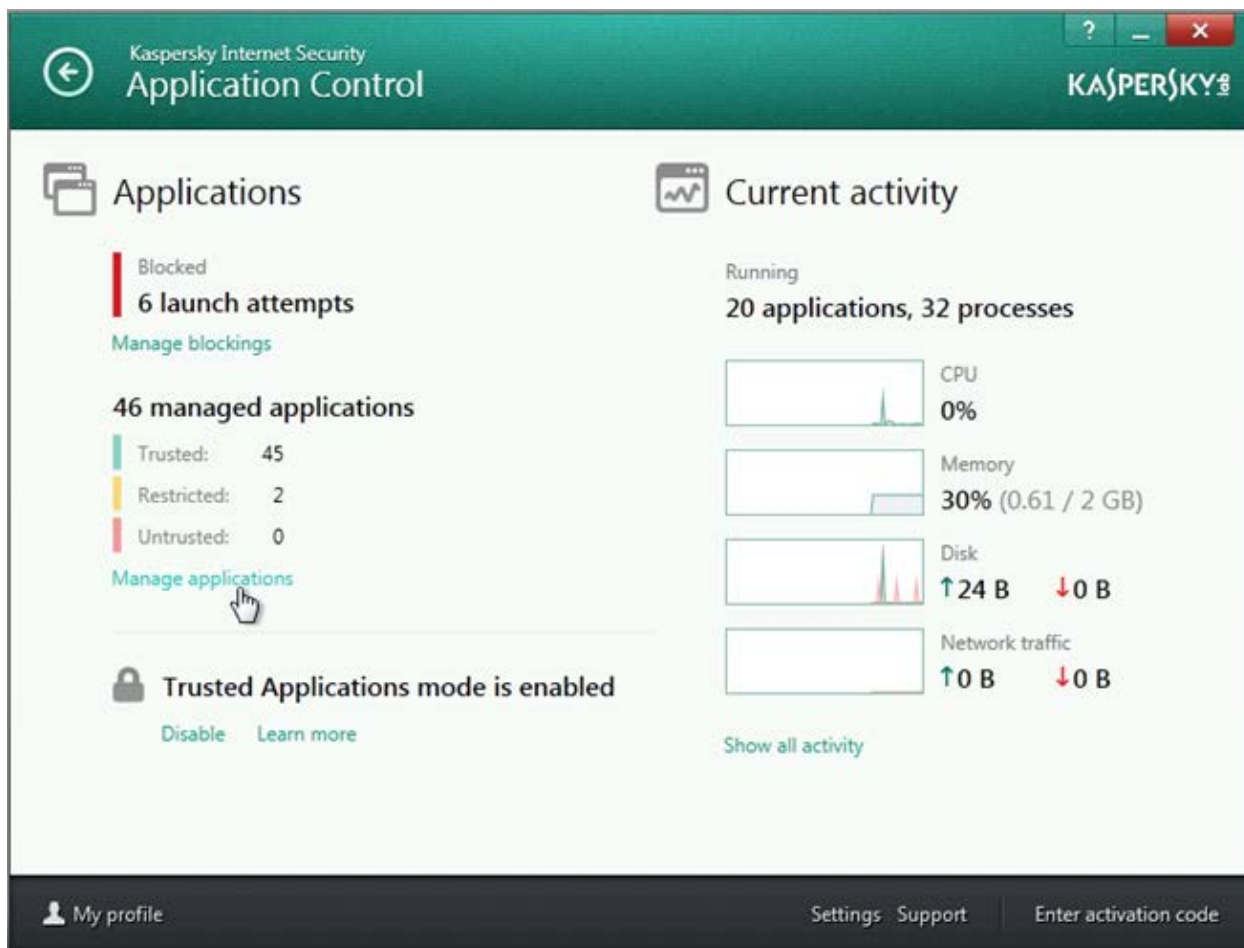 Kaspersky Internet Security
Application Control
?
KASPERSKY lab
Applications
Blocked
6 launch attempts
Manage blockings
46 managed applications
Trusted: 45
Restricted: 2
Untrusted: 0
Manage applications
Trusted Applications mode is enabled
Disable Learn more
Current activity
Running
20 applications, 32 processes
CPU
0%
Memory
30% (0.61 / 2 GB)
Disk
↑24 B ↓0 B
Network traffic
↑0 B ↓0 B
Show all activity
My profile
Settings Support Enter activation code